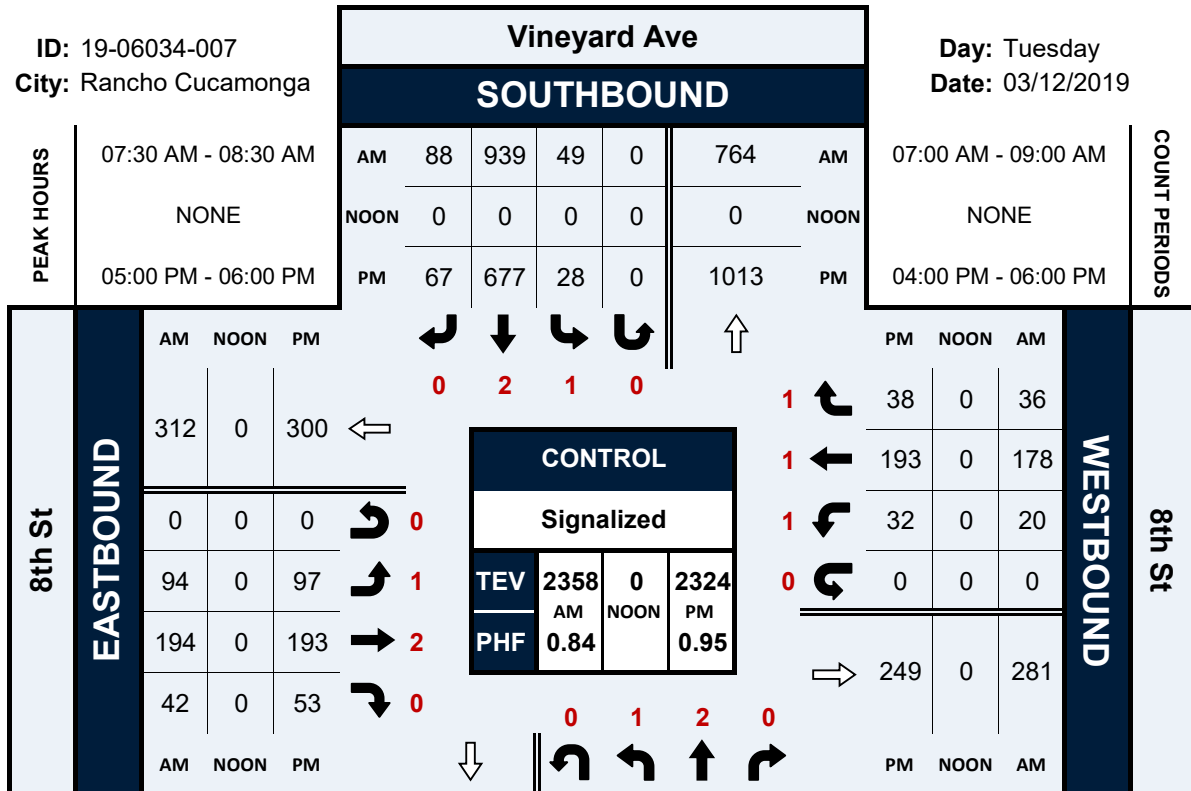 ID: 19-06034-007
City: Rancho Cucamonga
Vineyard Ave
SOUTHBOUND
Day: Tuesday
Date: 03/12/2019
PEAK HOURS
07:30 AM - 08:30 AM
NONE
05:00 PM - 06:00 PM
AM 88 939 49 0 764 AM
NOON 0 0 0 0 0 NOON
PM 67 677 28 0 1013 PM
07:00 AM - 09:00 AM
NONE
04:00 PM - 06:00 PM
COUNT PERIODS
0 2 1 0
8th St
EASTBOUND
AM NOON PM
312 0 300
0 0 0 0
94 0 97 1
194 0 193 2
42 0 53 0
AM NOON PM
CONTROL
Signalized
TEV 2358 0 2324
AM NOON PM
PHF 0.84 0.95
PM NOON AM
1 38 0 36
1 193 0 178
1 32 0 20
0 0 0 0
249 0 281
PM NOON AM
WESTBOUND
8th St
0 1 2 0